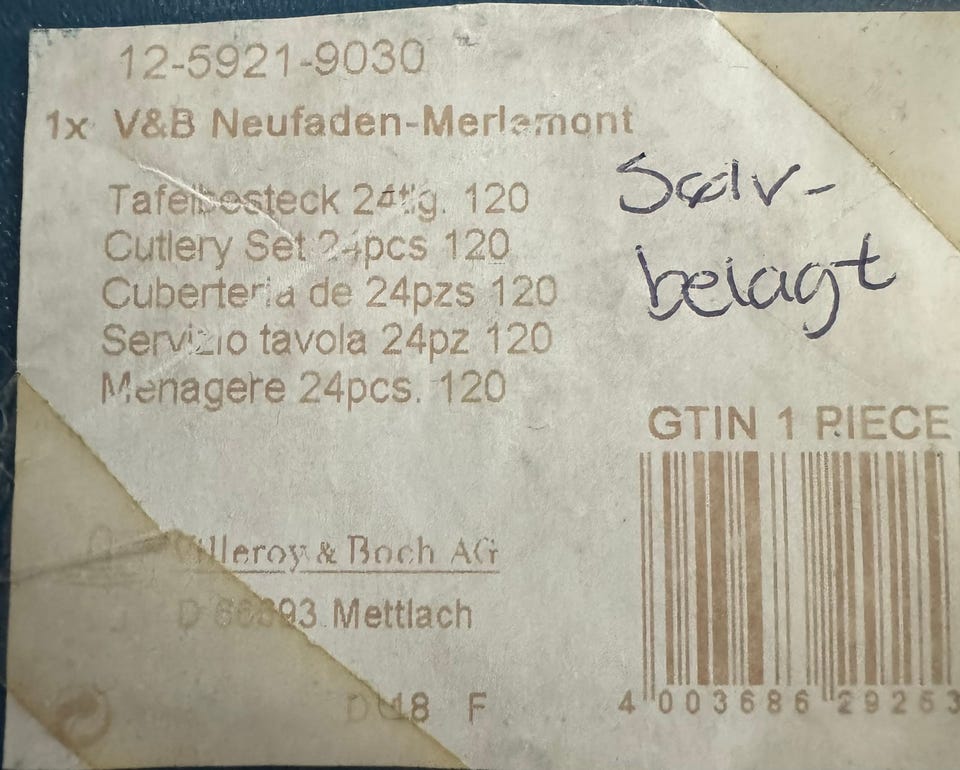 12-5921-9030
1x V&B Neufaden-Merlemont
Tafelbesteck 24tlg. 120
Cutlery Set 24pcs 120
Cuberteria de 24pzs 120
Servizio tavola 24pz 120
Menagere 24pcs. 120
Sølv-
belagt
GTIN 1 PIECE
Villeroy & Boch AG
D 66693 Mettlach
18 F
4 003686 29253